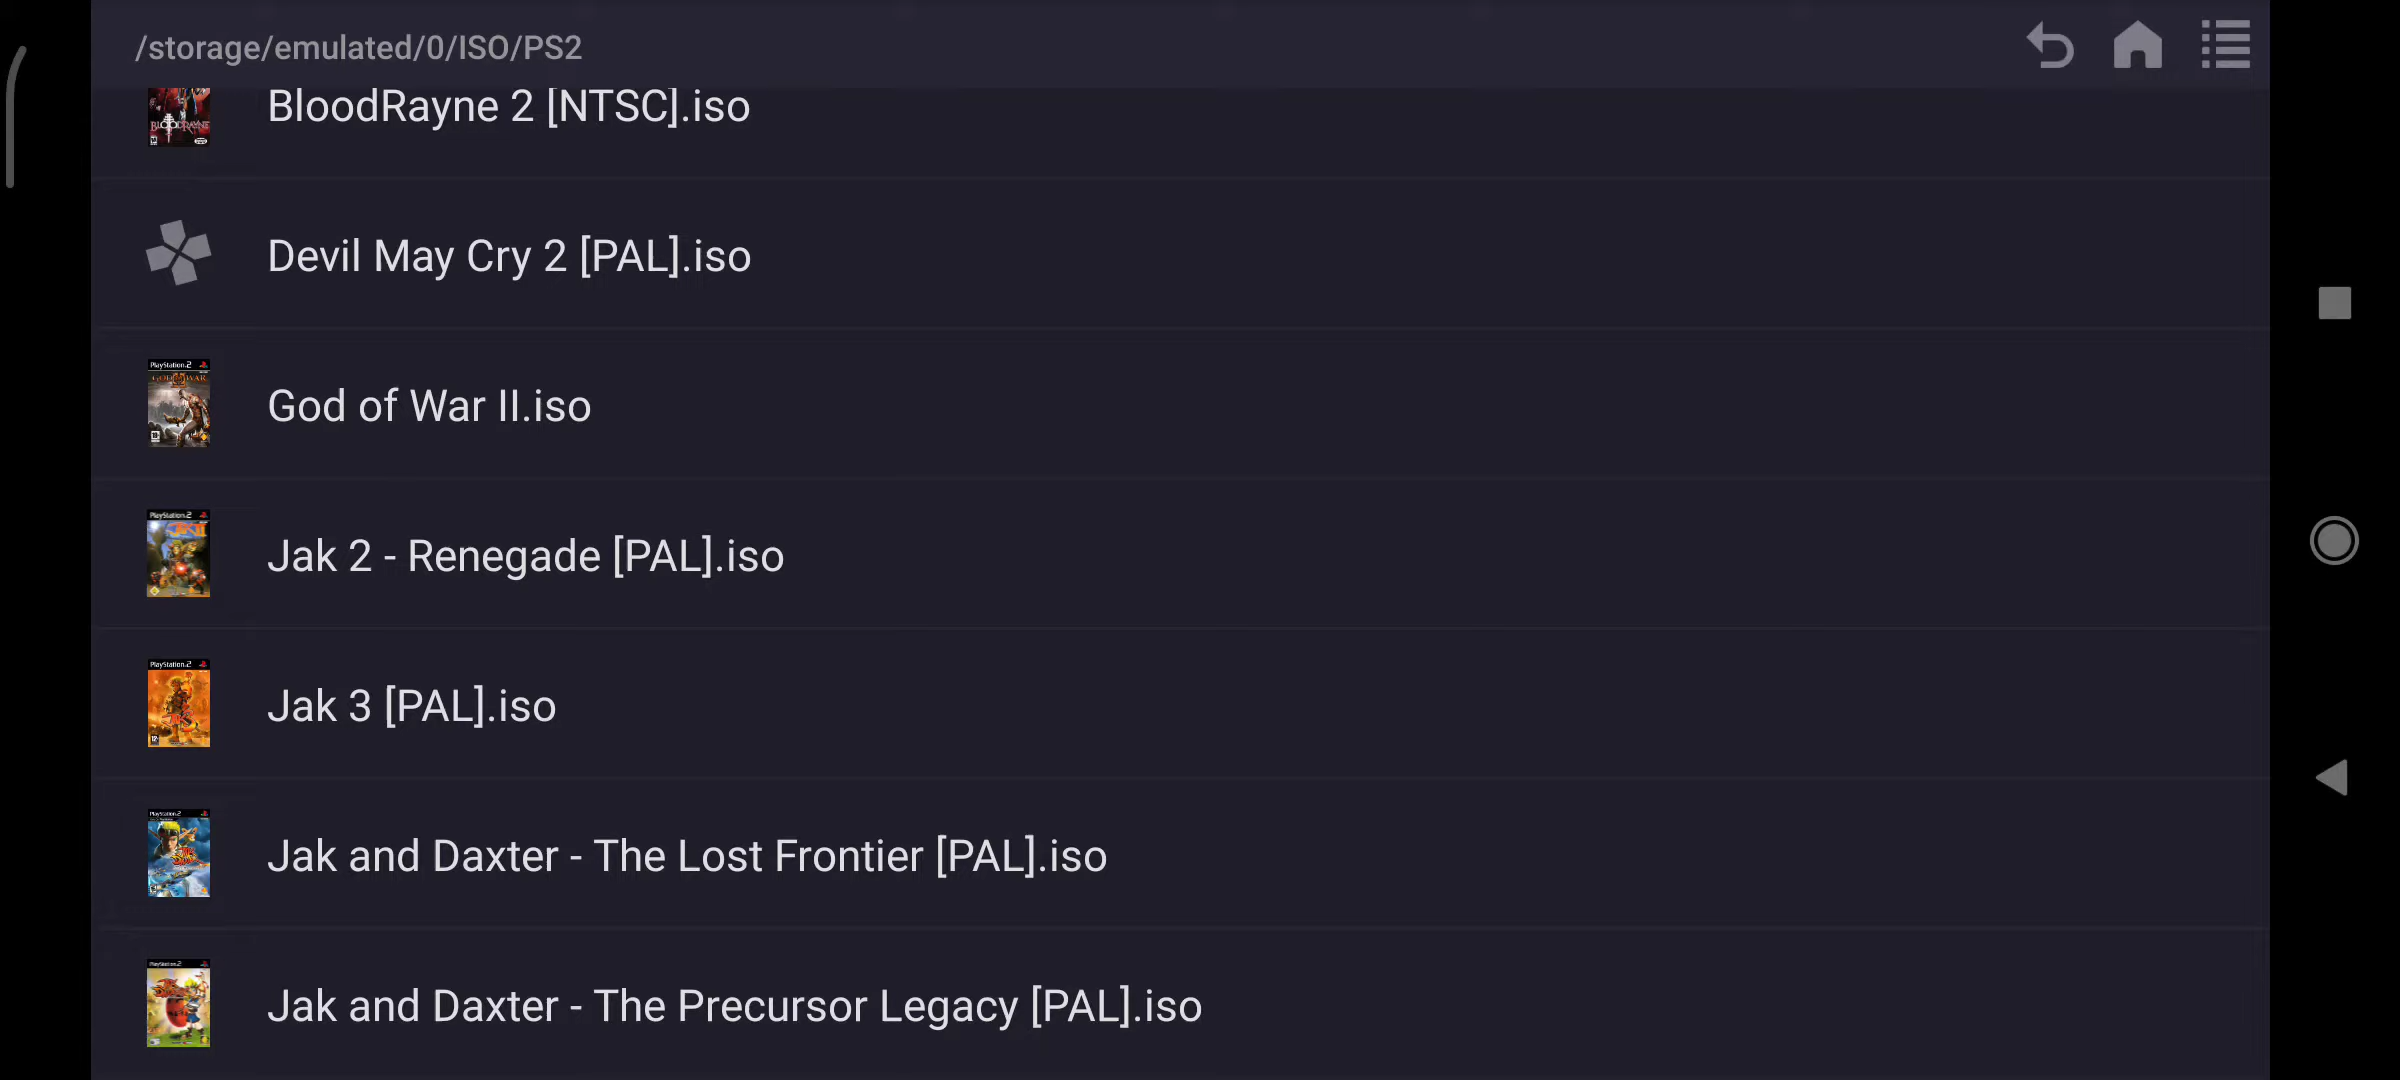 /storage/emulated/0/ISO/PS2
BloodRayne 2 [NTSC].iso
Devil May Cry 2 [PAL].iso
God of War II.iso
Jak 2 - Renegade [PAL].iso
Jak 3 [PAL].iso
Jak and Daxter - The Lost Frontier [PAL].iso
Jak and Daxter - The Precursor Legacy [PAL].iso